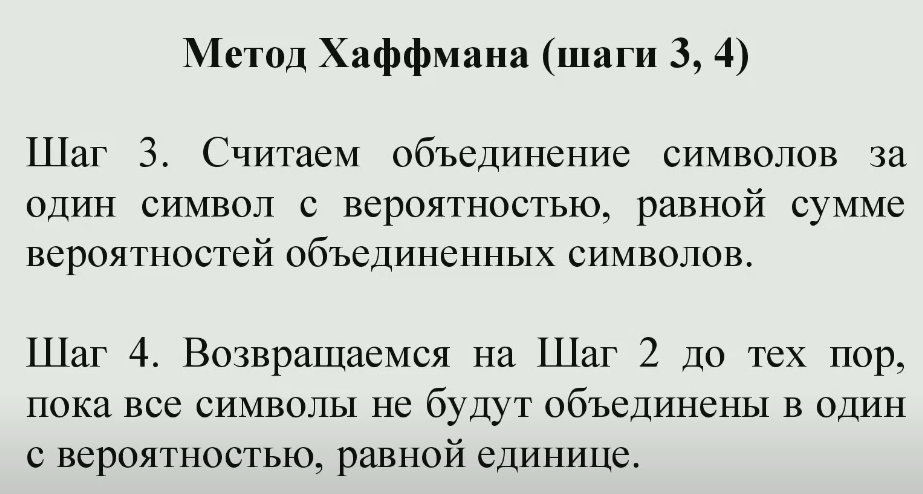 Метод Хаффмана (шаги 3, 4)
Шаг 3. Считаем объединение символов за
один символ с вероятностью, равной сумме
вероятностей объединенных символов.
Шаг 4. Возвращаемся на Шаг 2 до тех пор,
пока все символы не будут объединены в один
с вероятностью, равной единице.